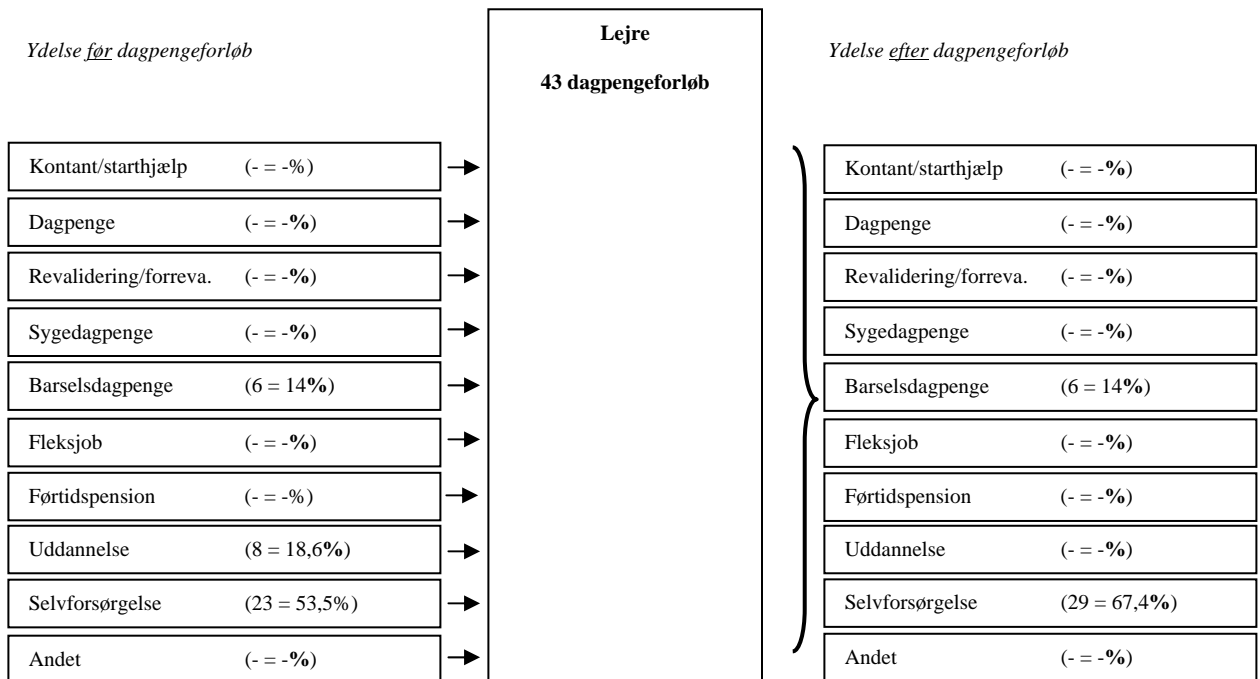 Lejre
43 dagpengeforløb
Ydelse før dagpengeforløb
Kontant/starthjælp (- = -%)
Dagpenge (- = -%)
Revalidering/forreva. (- = -%)
Sygedagpenge (- = -%)
Barselsdagpenge (6 = 14%)
Fleksjob (- = -%)
Førtidspension (- = -%)
Uddannelse (8 = 18,6%)
Selvforsørgelse (23 = 53,5%)
Andet (- = -%)
Ydelse efter dagpengeforløb
Kontant/starthjælp (- = -%)
Dagpenge (- = -%)
Revalidering/forreva. (- = -%)
Sygedagpenge (- = -%)
Barselsdagpenge (6 = 14%)
Fleksjob (- = -%)
Førtidspension (- = -%)
Uddannelse (- = -%)
Selvforsørgelse (29 = 67,4%)
Andet (- = -%)